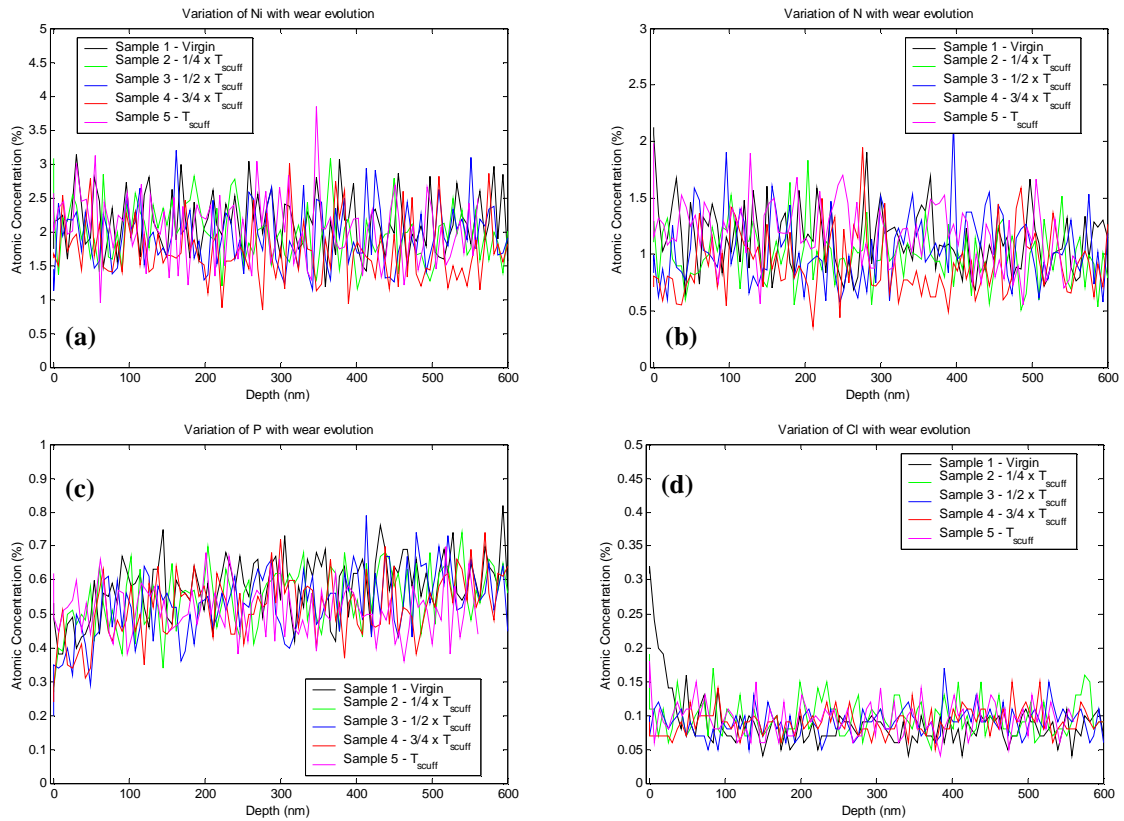 Variation of Ni with wear evolution
5
4.5
4
3.5
3
2.5
2
1.5
1
0.5
0
Atomic Concentration (%)
Sample 1 - Virgin
Sample 2 - 1/4 x Tscuff
Sample 3 - 1/2 x Tscuff
Sample 4 - 3/4 x Tscuff
Sample 5 - Tscuff
(a)
0 100 200 300 400 500 600
Depth (nm)
Variation of N with wear evolution
3
2.5
2
1.5
1
0.5
0
Atomic Concentration (%)
Sample 1 - Virgin
Sample 2 - 1/4 x Tscuff
Sample 3 - 1/2 x Tscuff
Sample 4 - 3/4 x Tscuff
Sample 5 - Tscuff
(b)
0 100 200 300 400 500 600
Depth (nm)
Variation of P with wear evolution
1
0.9
0.8
0.7
0.6
0.5
0.4
0.3
0.2
0.1
0
Atomic Concentration (%)
(c)
Sample 1 - Virgin
Sample 2 - 1/4 x Tscuff
Sample 3 - 1/2 x Tscuff
Sample 4 - 3/4 x Tscuff
Sample 5 - Tscuff
0 100 200 300 400 500 600
Depth (nm)
Variation of Cl with wear evolution
0.5
0.45
0.4
0.35
0.3
0.25
0.2
0.15
0.1
0.05
0
Atomic Concentration (%)
(d)
Sample 1 - Virgin
Sample 2 - 1/4 x Tscuff
Sample 3 - 1/2 x Tscuff
Sample 4 - 3/4 x Tscuff
Sample 5 - Tscuff
0 100 200 300 400 500 600
Depth (nm)